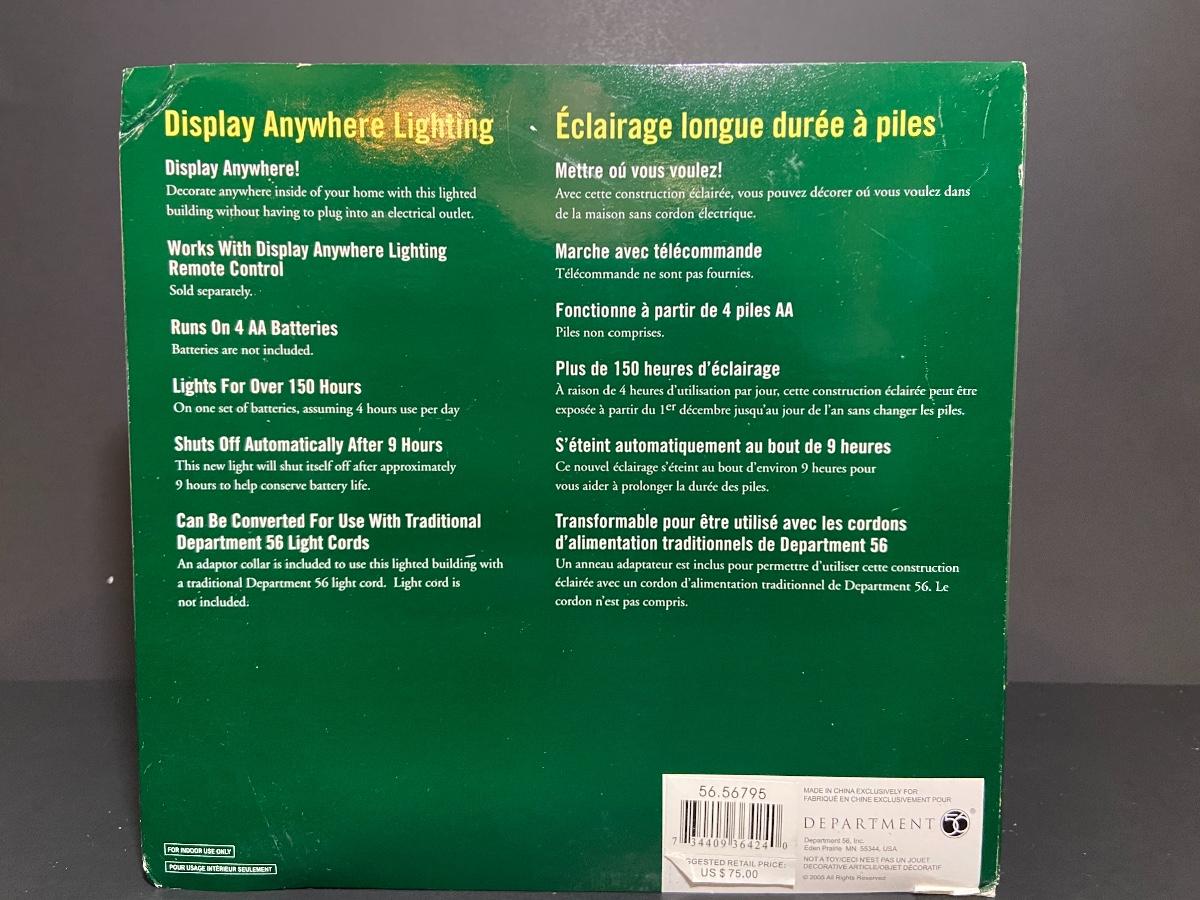 Display Anywhere Lighting
Display Anywhere!
Decorate anywhere inside of your home with this lighted
building without having to plug into an electrical outlet.
Works With Display Anywhere Lighting
Remote Control
Sold separately.
Runs On 4 AA Batteries
Batteries are not included.
Lights For Over 150 Hours
On one set of batteries, assuming 4 hours use per day
Shuts Off Automatically After 9 Hours
This new light will shut itself off after approximately
9 hours to help conserve battery life.
Can Be Converted For Use With Traditional
Department 56 Light Cords
An adaptor collar is included to use this lighted building with
a traditional Department 56 light cord. Light cord is
not included.
Éclairage longue durée à piles
Mettre oú vous voulez!
Avec cette construction éclairée, vous pouvez décorer oú vous voulez dans
de la maison sans cordon électrique.
Marche avec télécommande
Télécommande ne sont pas fournies.
Fonctionne à partir de 4 piles AA
Piles non comprises.
Plus de 150 heures d'éclairage
À raison de 4 heures d'utilisation par jour, cette construction éclairée peut être
exposée à partir du 1er décembre jusqu'au jour de l'an sans changer les piles.
S'éteint automatiquement au bout de 9 heures
Ce nouvel éclairage s'éteint au bout d'environ 9 heures pour
vous aider à prolonger la durée des piles.
Transformable pour être utilisé avec les cordons
d'alimentation traditionnels de Department 56
Un anneau adaptateur est inclus pour permettre d'utiliser cette construction
éclairée avec un cordon d'alimentation traditionnel de Department 56. Le
cordon n'est pas compris.
FOR INDOOR USE ONLY
POUR USAGE INTÉRIEUR SEULEMENT
56.56795
7 34409 36424 0
GGESTED RETAIL PRICE:
US $ 75.00
MADE IN CHINA EXCLUSIVELY FOR
FABRIQUÉ EN CHINE EXCLUSIVEMENT POUR
DEPARTMENT 56®
Department 56, Inc.
Eden Prairie MN 55344, USA
NOT A TOY/CECI N'EST PAS UN JOUET
DECORATIVE ARTICLE/OBJET DÉCORATIF
© 2005 All Rights Reserved